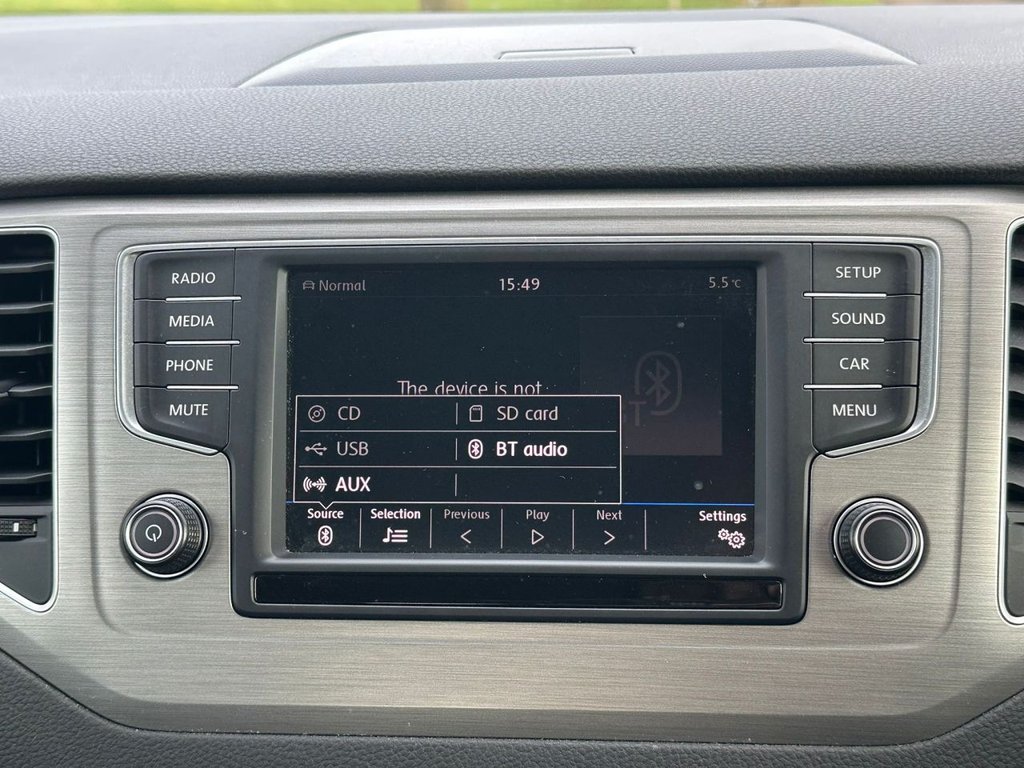 RADIO
MEDIA
PHONE
MUTE
Normal 15:49 5.5°C
The device is not
CD SD card
USB BT audio
AUX
Source Selection Previous Play Next Settings
SETUP
SOUND
CAR
MENU